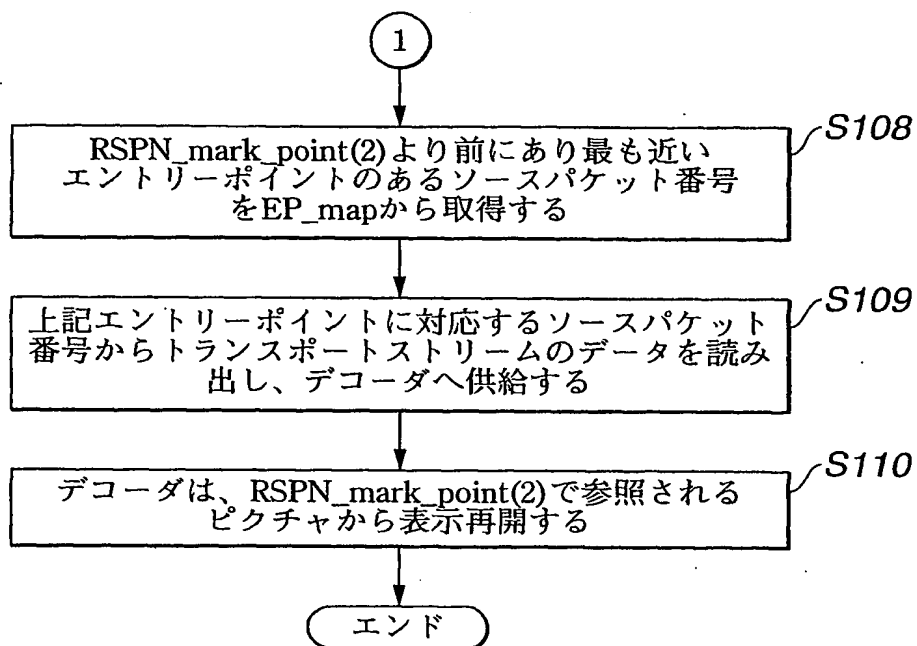 1
RSPN_mark_point(2)より前にあり最も近い
エントリーポイントのあるソースパケット番号
をEP_mapから取得する
S108
上記エントリーポイントに対応するソースパケット
番号からトランスポートストリームのデータを読み
出し、デコーダへ供給する
S109
デコーダは、RSPN_mark_point(2)で参照される
ピクチャから表示再開する
S110
エンド